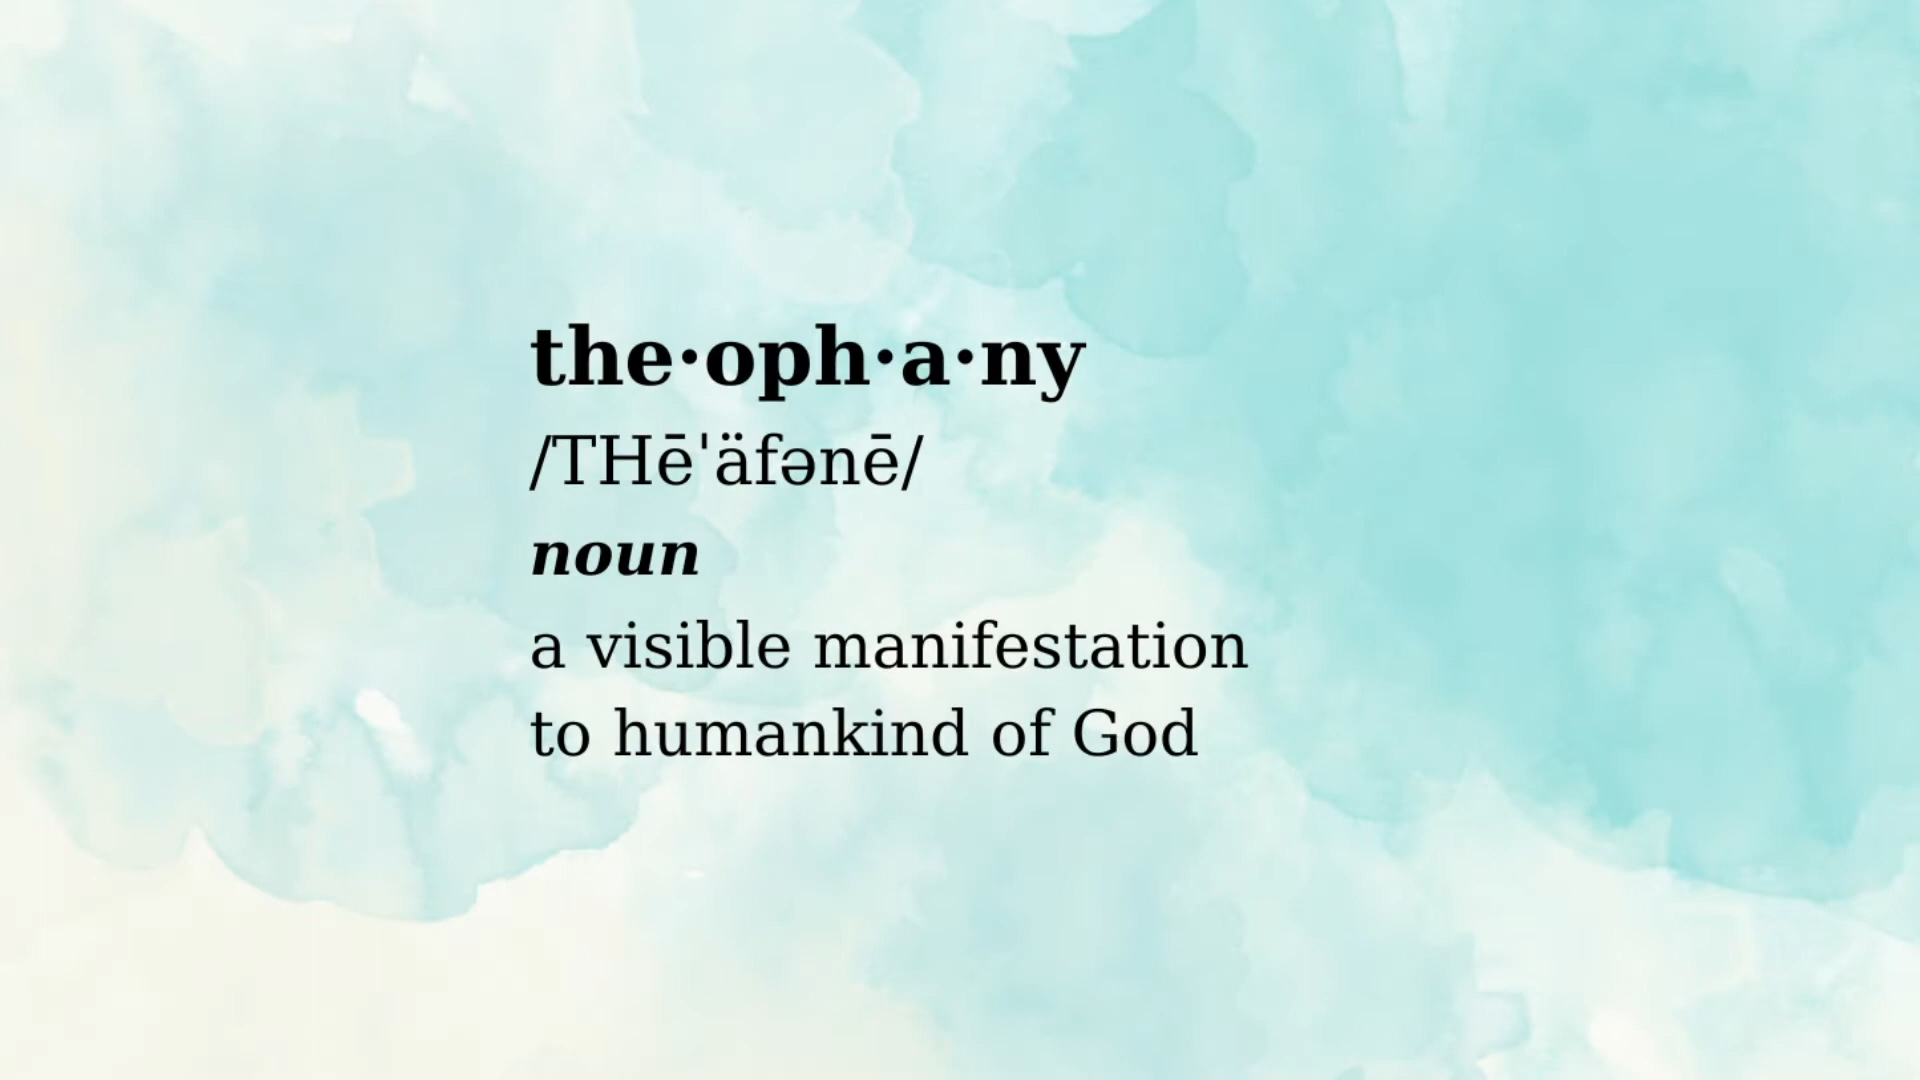 the·oph·a·ny
/THēˈäfənē/
noun
a visible manifestation
to humankind of God